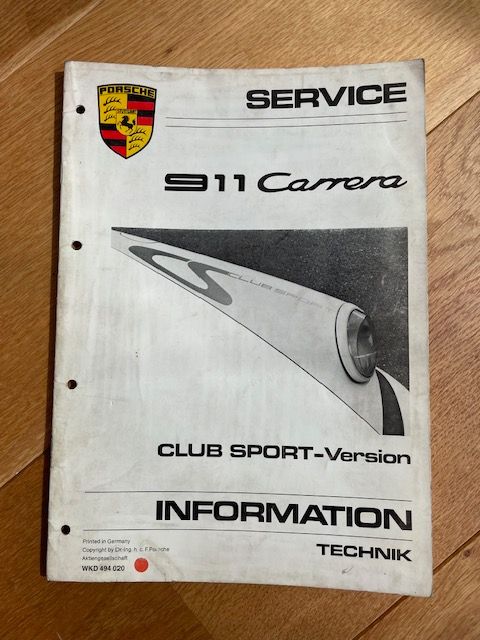 PORSCHE
SERVICE
911 Carrera
CS CLUB SPORT
CLUB SPORT-Version
INFORMATION
TECHNIK
Printed in Germany
Copyright by Dr.-Ing. h. c. F. Porsche
Aktiengesellschaft
WKD 494 020